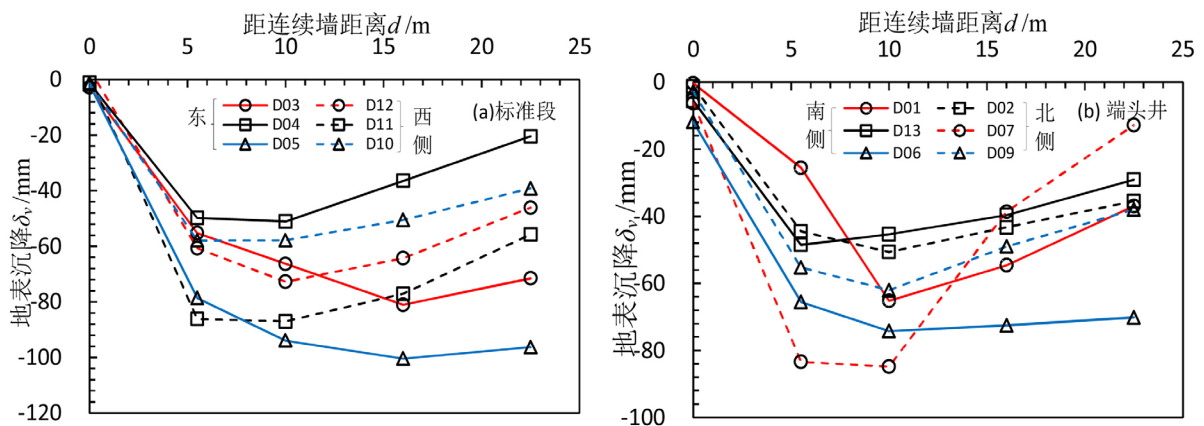 距连续墙距离d /m
0 5 10 15 20 25
0
-20
-40
-60
-80
-100
-120
地表沉降δv/mm
东 D03 D12 西
D04 D11
侧 D05 D10 侧
(a)标准段
距连续墙距离d /m
0 5 10 15 20 25
0
-20
-40
-60
-80
-100
地表沉降δv/mm
南 D01 D02 北
侧 D13 D07 侧
D06 D09
(b) 端头井